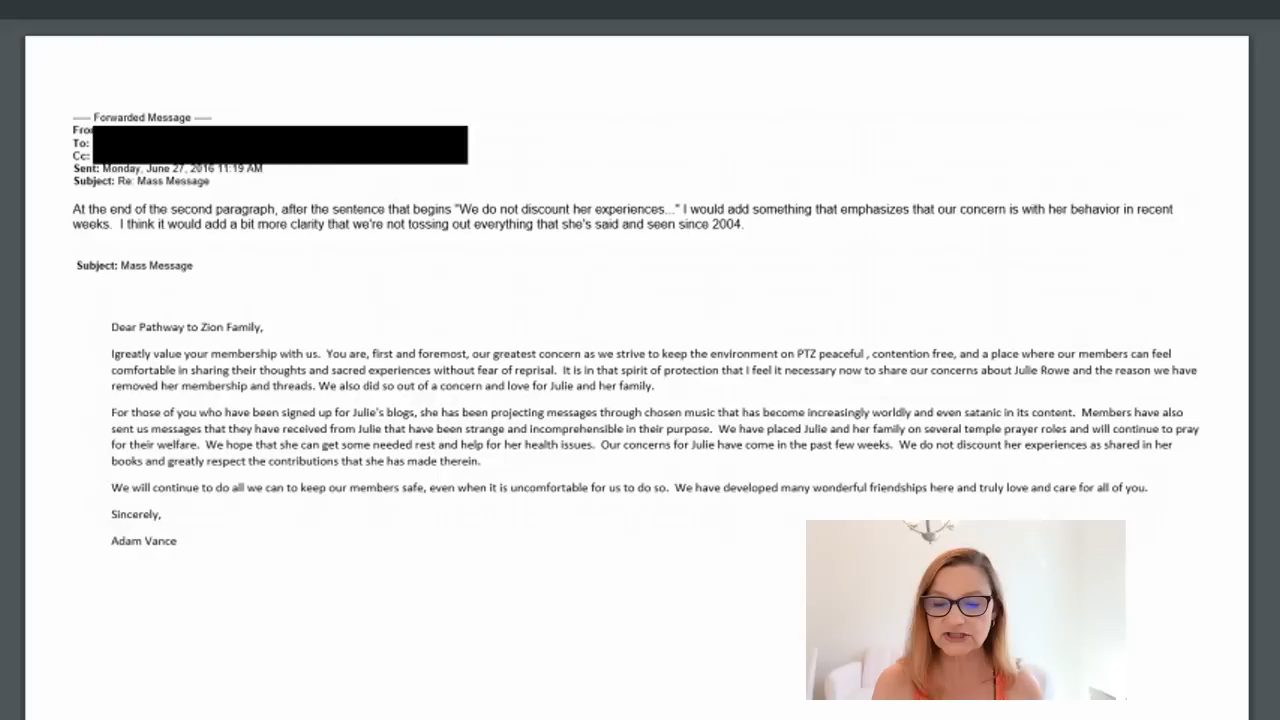 ----- Forwarded Message -----
From
To:
Cc:
Sent: Monday, June 27, 2016 11:19 AM
Subject: Re: Mass Message
At the end of the second paragraph, after the sentence that begins "We do not discount her experiences..." I would add something that emphasizes that our concern is with her behavior in recent
weeks.  I think it would add a bit more clarity that we're not tossing out everything that she's said and seen since 2004.
Subject: Mass Message
Dear Pathway to Zion Family,
Igreatly value your membership with us.  You are, first and foremost, our greatest concern as we strive to keep the environment on PTZ peaceful , contention free, and a place where our members can feel
comfortable in sharing their thoughts and sacred experiences without fear of reprisal.  It is in that spirit of protection that I feel it necessary now to share our concerns about Julie Rowe and the reason we have
removed her membership and threads. We also did so out of a concern and love for Julie and her family.
For those of you who have been signed up for Julie's blogs, she has been projecting messages through chosen music that has become increasingly worldly and even satanic in its content.  Members have also
sent us messages that they have received from Julie that have been strange and incomprehensible in their purpose.  We have placed Julie and her family on several temple prayer roles and will continue to pray
for their welfare.  We hope that she can get some needed rest and help for her health issues.  Our concerns for Julie have come in the past few weeks.  We do not discount her experiences as shared in her
books and greatly respect the contributions that she has made therein.
We will continue to do all we can to keep our members safe, even when it is uncomfortable for us to do so.  We have developed many wonderful friendships here and truly love and care for all of you.
Sincerely,
Adam Vance